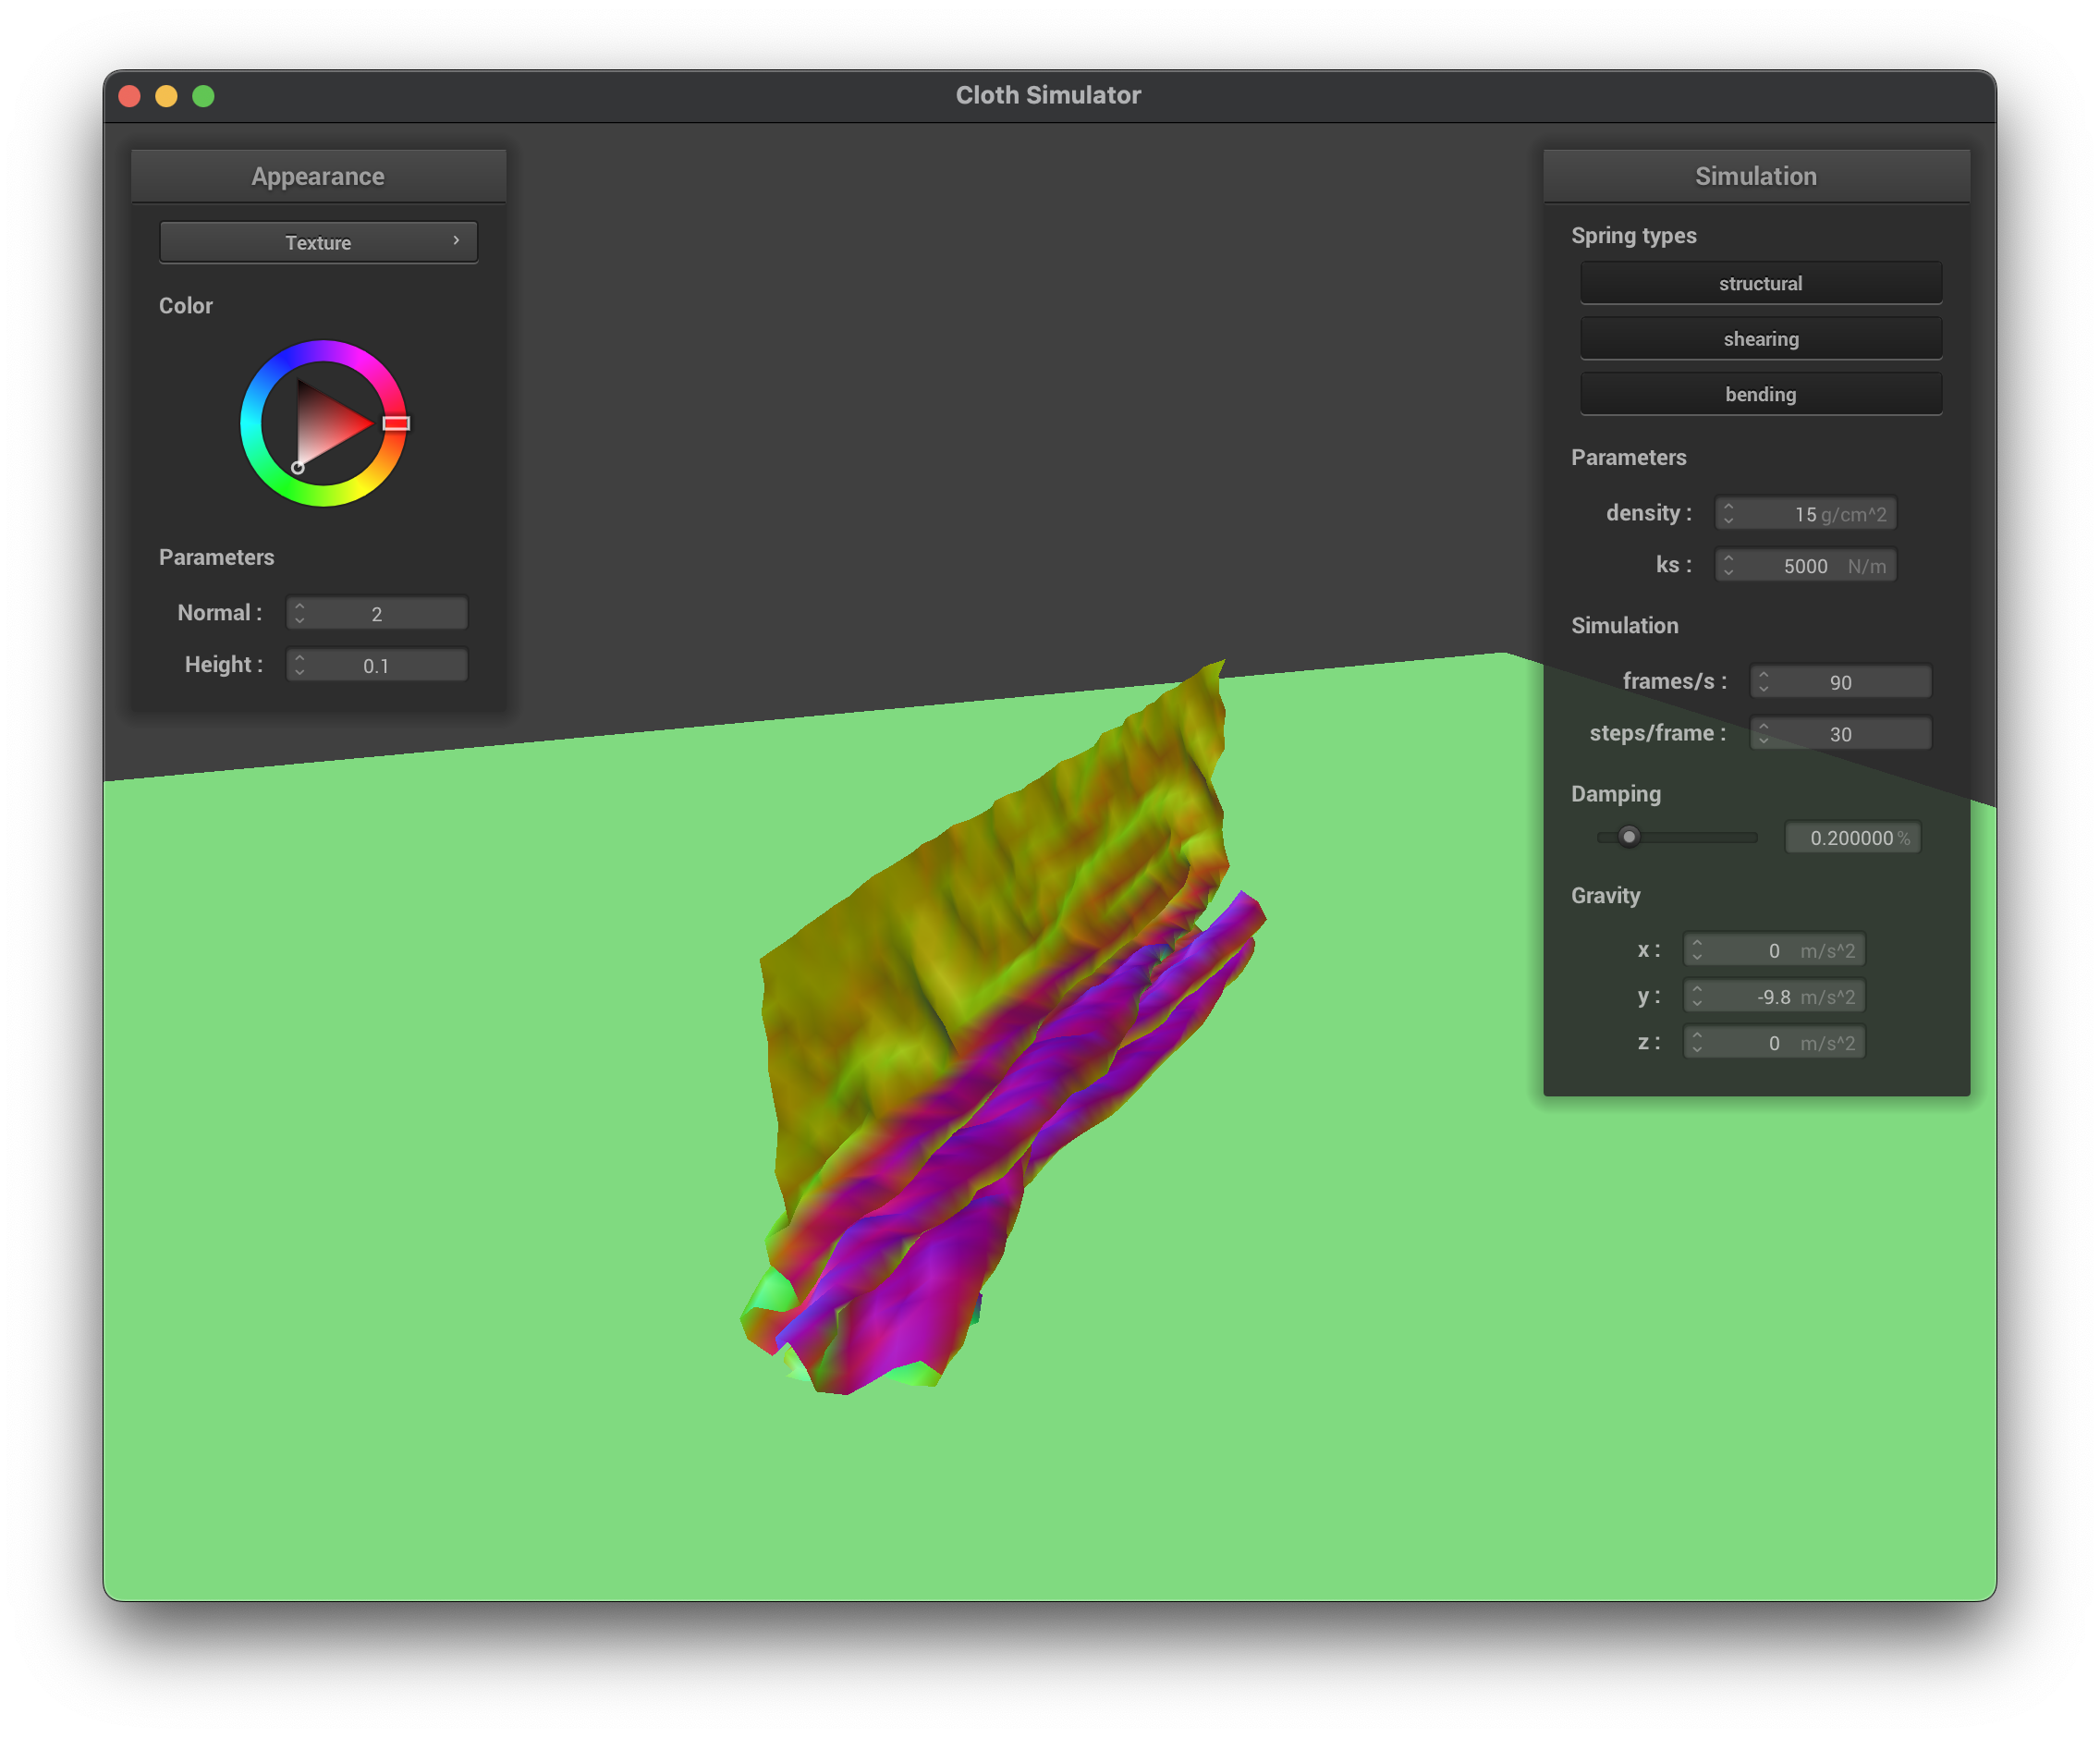 Cloth Simulator
Appearance
Texture
Color
Parameters
Normal : 2
Height : 0.1
Simulation
Spring types
structural
shearing
bending
Parameters
density : 15 g/cm^2
ks : 5000 N/m
Simulation
frames/s : 90
steps/frame : 30
Damping
0.200000 %
Gravity
x : 0 m/s^2
y : -9.8 m/s^2
z : 0 m/s^2